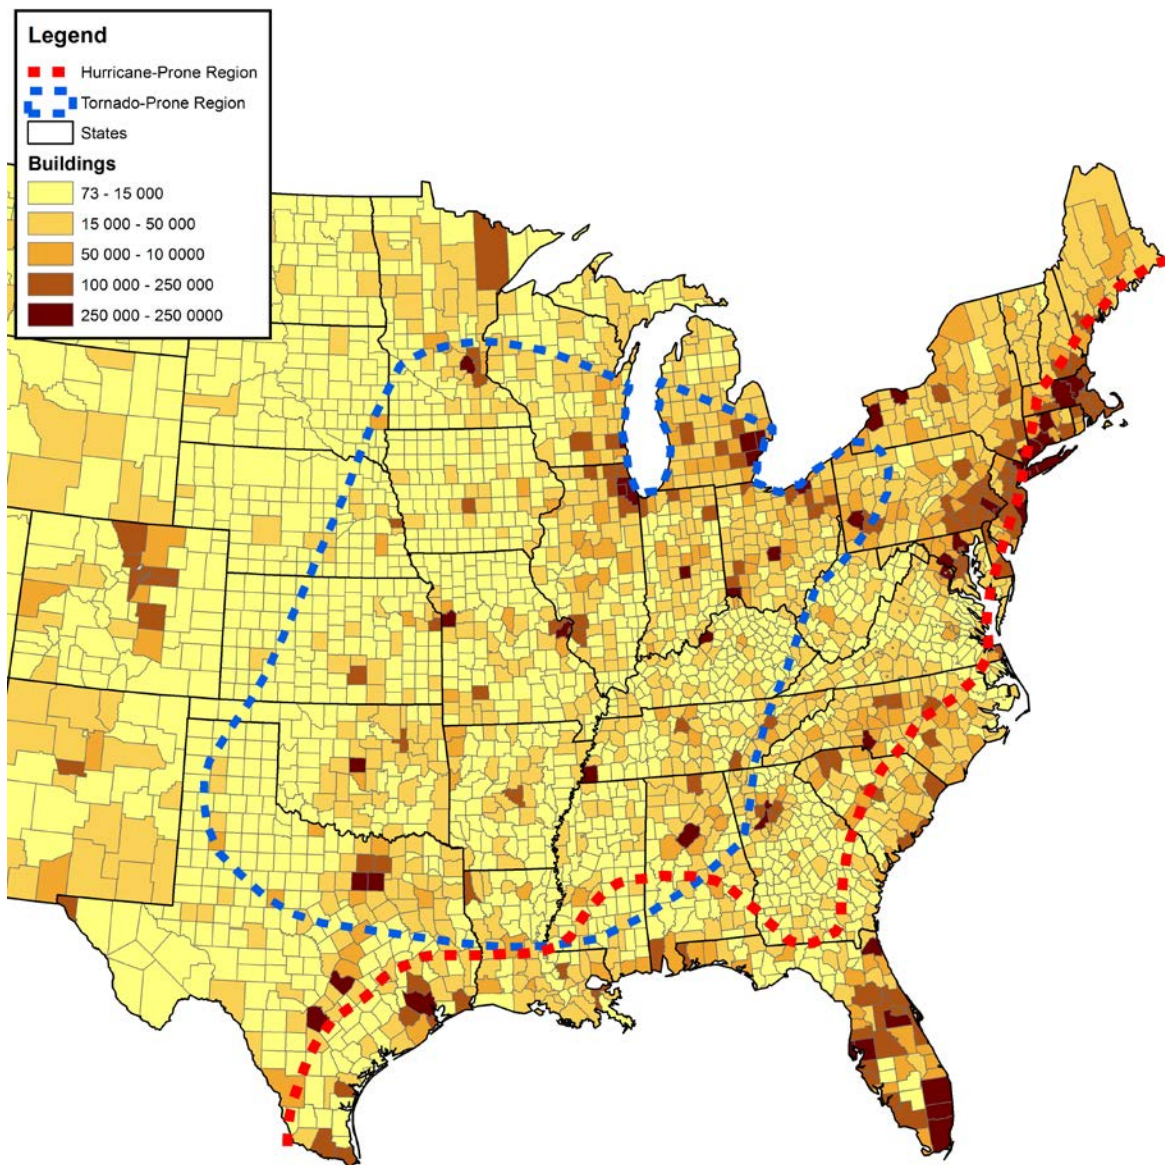 Legend
Hurricane-Prone Region
Tornado-Prone Region
States
Buildings
73 - 15 000
15 000 - 50 000
50 000 - 10 0000
100 000 - 250 000
250 000 - 250 0000